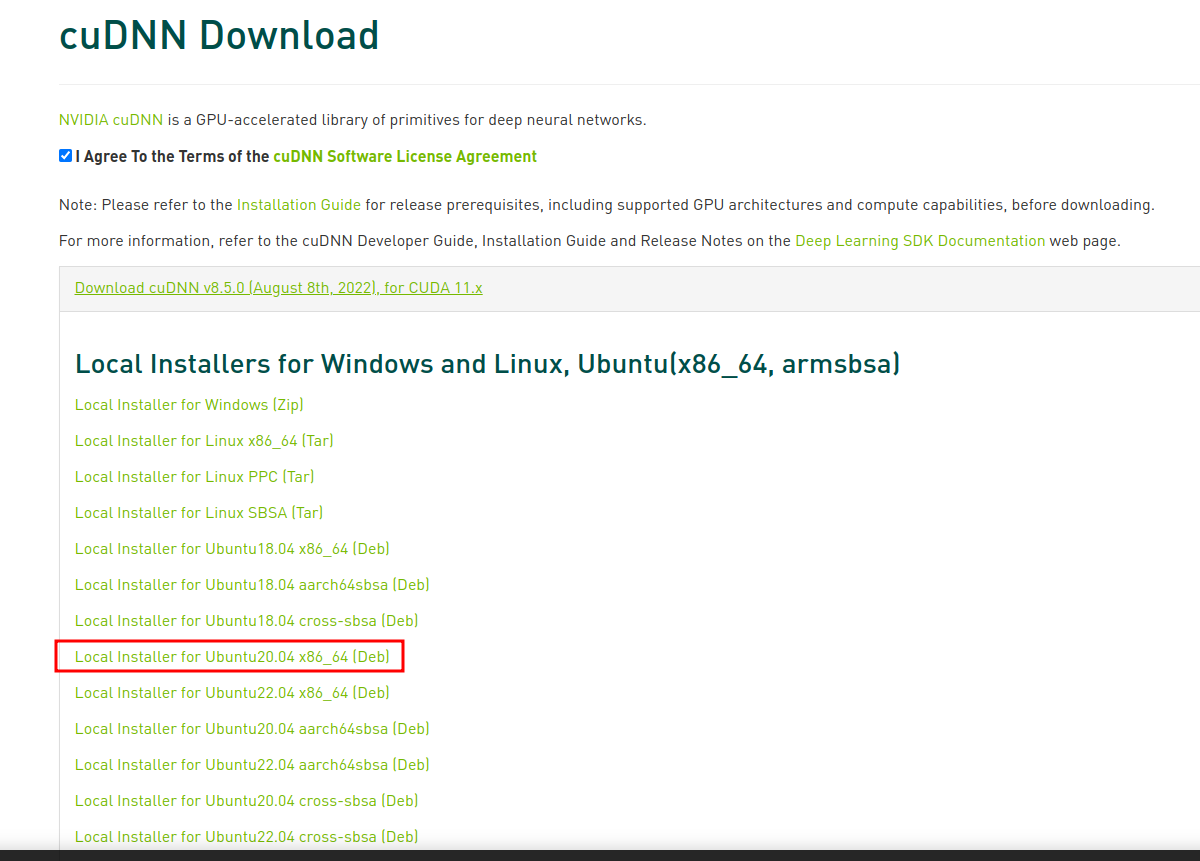 cuDNN Download
NVIDIA cuDNN is a GPU-accelerated library of primitives for deep neural networks.
I Agree To the Terms of the cuDNN Software License Agreement
Note: Please refer to the Installation Guide for release prerequisites, including supported GPU architectures and compute capabilities, before downloading.
For more information, refer to the cuDNN Developer Guide, Installation Guide and Release Notes on the Deep Learning SDK Documentation web page.
Download cuDNN v8.5.0 (August 8th, 2022), for CUDA 11.x
Local Installers for Windows and Linux, Ubuntu(x86_64, armsbsa)
Local Installer for Windows (Zip)
Local Installer for Linux x86_64 (Tar)
Local Installer for Linux PPC (Tar)
Local Installer for Linux SBSA (Tar)
Local Installer for Ubuntu18.04 x86_64 (Deb)
Local Installer for Ubuntu18.04 aarch64sbsa (Deb)
Local Installer for Ubuntu18.04 cross-sbsa (Deb)
Local Installer for Ubuntu20.04 x86_64 (Deb)
Local Installer for Ubuntu22.04 x86_64 (Deb)
Local Installer for Ubuntu20.04 aarch64sbsa (Deb)
Local Installer for Ubuntu22.04 aarch64sbsa (Deb)
Local Installer for Ubuntu20.04 cross-sbsa (Deb)
Local Installer for Ubuntu22.04 cross-sbsa (Deb)